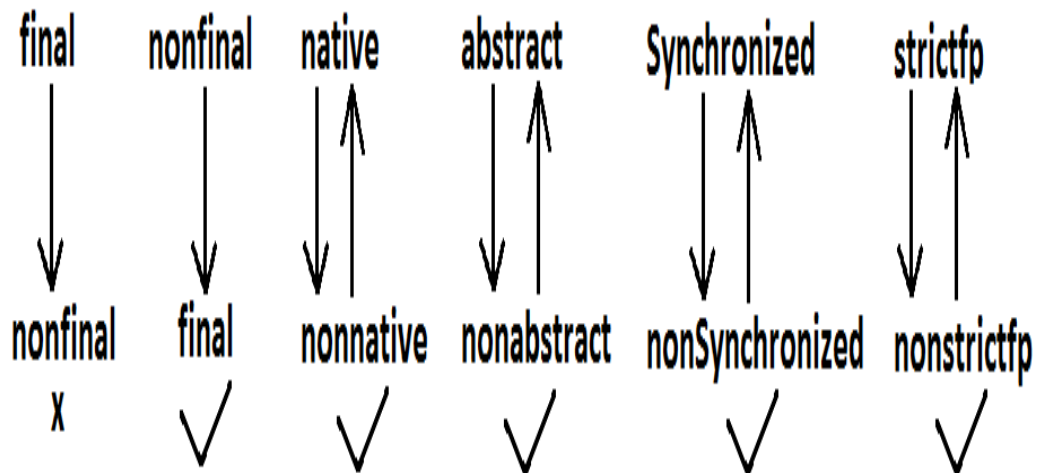 final nonfinal native abstract Synchronized strictfp
nonfinal final nonnative nonabstract nonSynchronized nonstrictfp
x